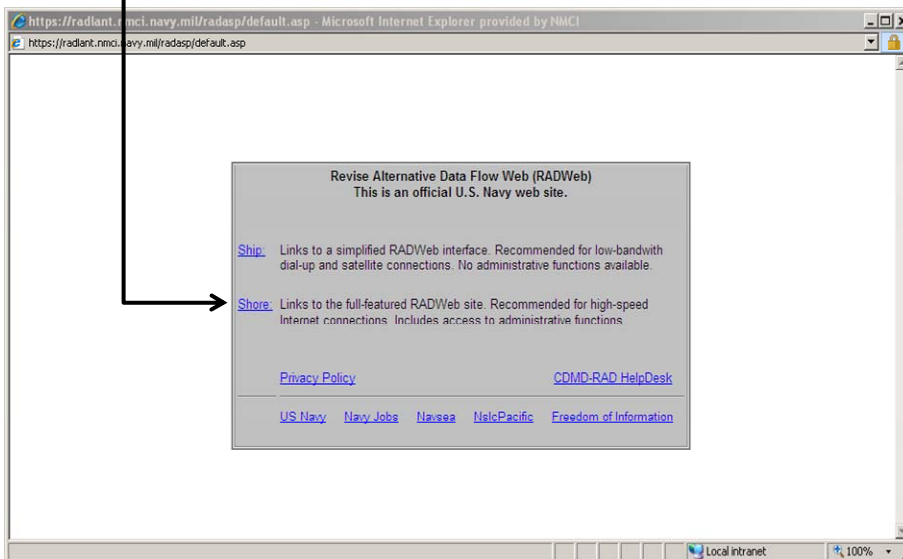 https://radlant.nmci.navy.mil/radasp/default.asp - Microsoft Internet Explorer provided by NMCI
https://radlant.nmci.navy.mil/radasp/default.asp
Revise Alternative Data Flow Web (RADWeb)
This is an official U.S. Navy web site.
Ship: Links to a simplified RADWeb interface. Recommended for low-bandwith
dial-up and satellite connections. No administrative functions available.
Shore: Links to the full-featured RADWeb site. Recommended for high-speed
Internet connections. Includes access to administrative functions
Privacy Policy CDMD-RAD HelpDesk
US Navy Navy Jobs Navsea NslcPacific Freedom of Information
Local intranet 100%